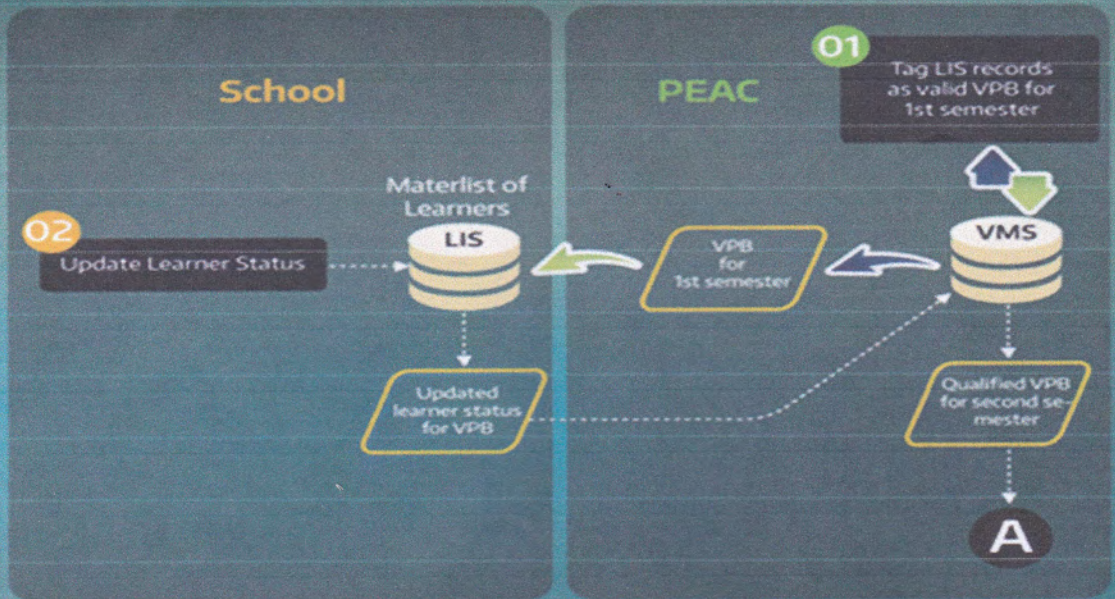 School
PEAC
01
Tag LIS records
as valid VPB for
1st semester
Materlist of
Learners
LIS
02
Update Learner Status
VPB
for
1st semester
VMS
Updated
learner status
for VPB
Qualified VPB
for second se-
mester
A